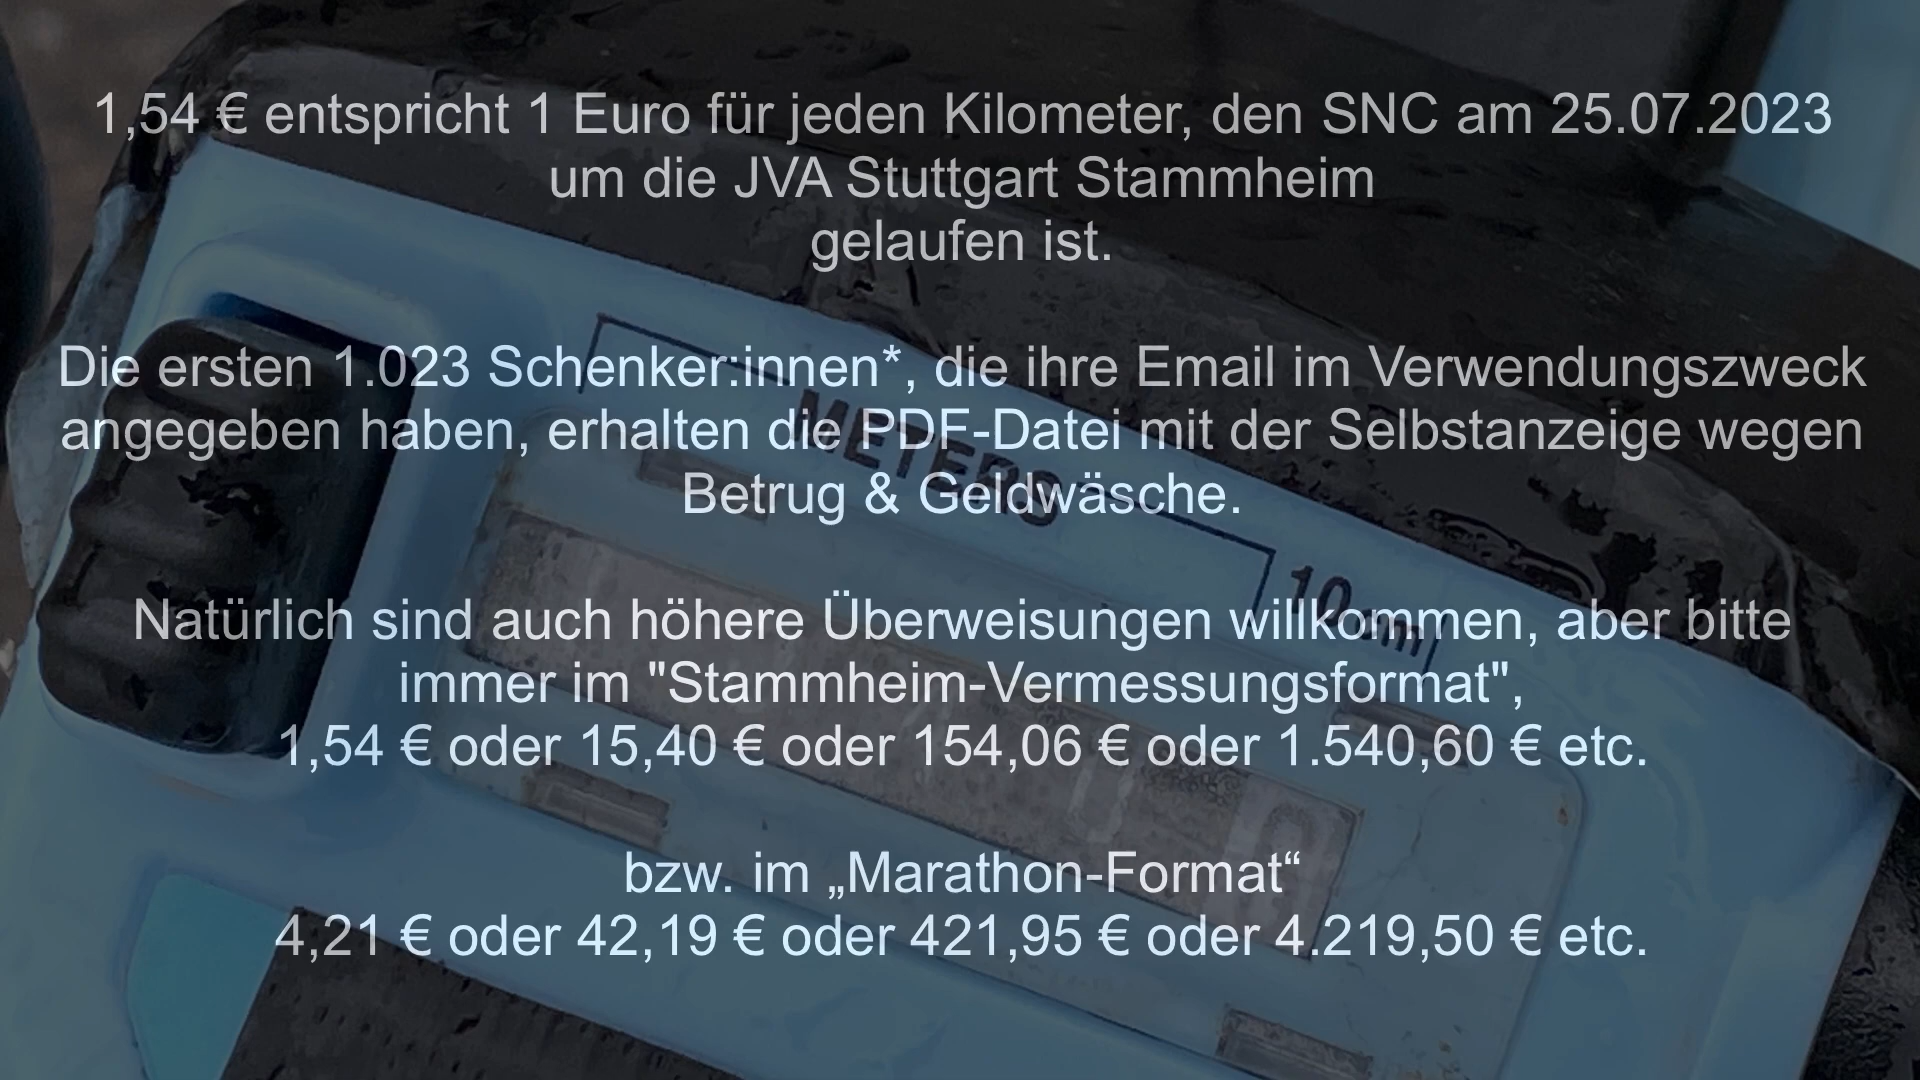 1,54 € entspricht 1 Euro für jeden Kilometer, den SNC am 25.07.2023
um die JVA Stuttgart Stammheim
gelaufen ist.
Die ersten 1.023 Schenker:innen*, die ihre Email im Verwendungszweck
angegeben haben, erhalten die PDF-Datei mit der Selbstanzeige wegen
Betrug & Geldwäsche.
METERS
10cm
Natürlich sind auch höhere Überweisungen willkommen, aber bitte
immer im "Stammheim-Vermessungsformat",
1,54 € oder 15,40 € oder 154,06 € oder 1.540,60 € etc.
bzw. im „Marathon-Format“
4,21 € oder 42,19 € oder 421,95 € oder 4.219,50 € etc.